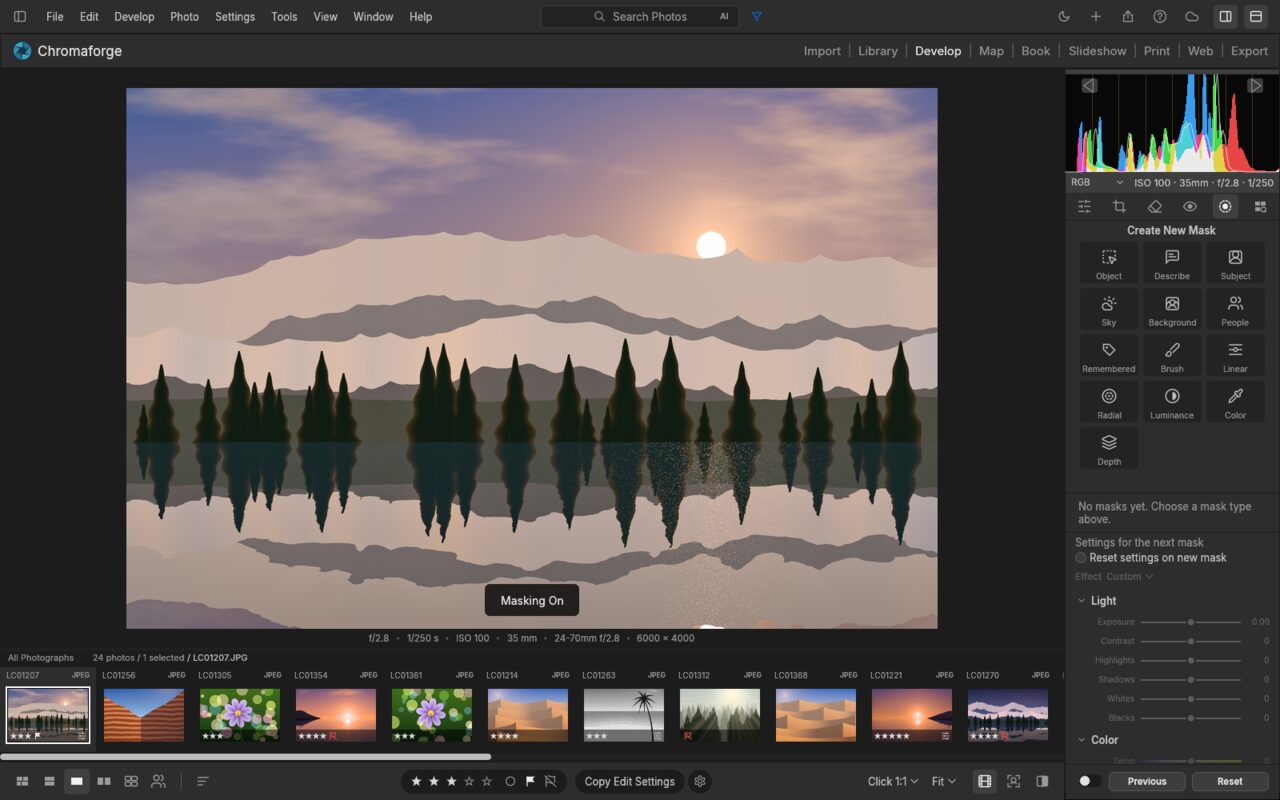 File Edit Develop Photo Settings Tools View Window Help
Search Photos AI
Chromaforge
Import Library Develop Map Book Slideshow Print Web Export
RGB ISO 100 · 35mm · f/2.8 · 1/250
Create New Mask
Object Describe Subject
Sky Background People
Remembered Brush Linear
Radial Luminance Color
Depth
No masks yet. Choose a mask type
above.
Settings for the next mask
Reset settings on new mask
Effect Custom
Light
Exposure 0.00
Contrast 0
Highlights 0
Shadows 0
Whites 0
Blacks 0
Color
Temp 0
Masking On
f/2.8 • 1/250 s • ISO 100 • 35 mm • 24-70mm f/2.8 • 6000 × 4000
All Photographs 24 photos / 1 selected / LC01207.JPG
LC01207 JPEG LC01256 JPEG LC01305 JPEG LC01354 JPEG LC01361 JPEG LC01214 JPEG LC01263 JPEG LC01312 JPEG LC01368 JPEG LC01221 JPEG LC01270 JPEG
Copy Edit Settings
Click 1:1 Fit
Previous Reset